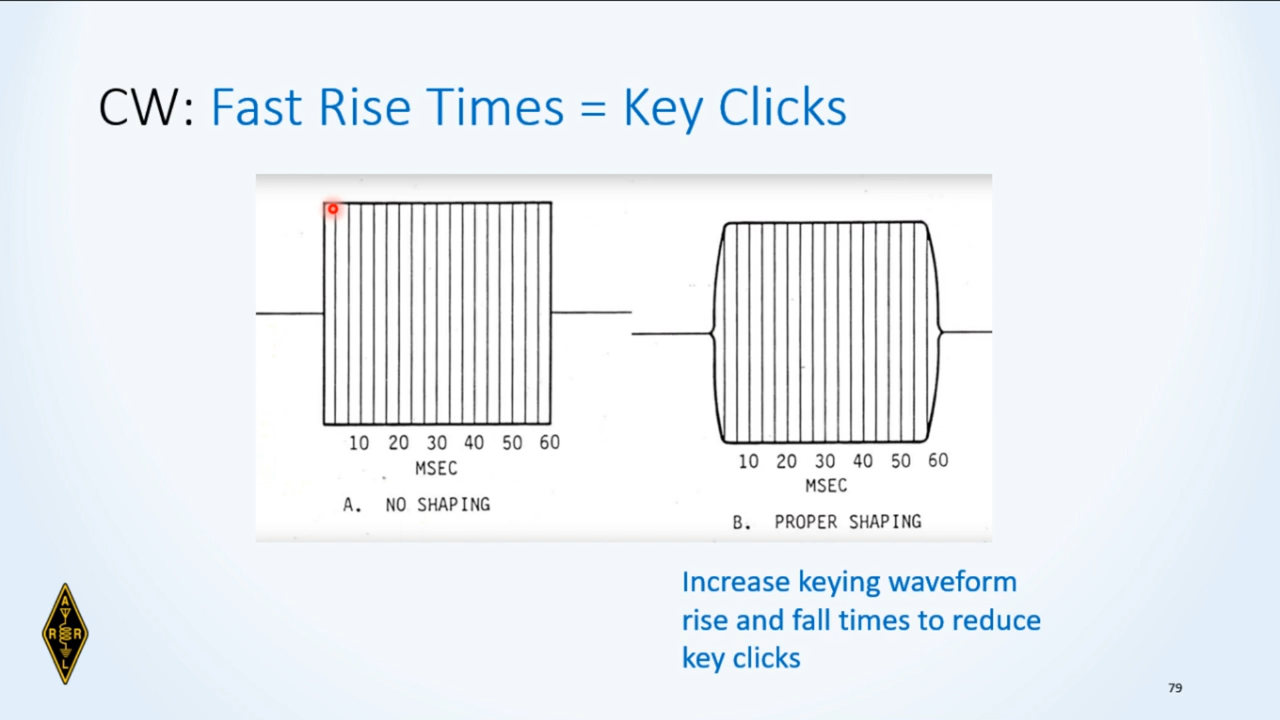 CW: Fast Rise Times = Key Clicks
10 20 30 40 50 60
MSEC
A. NO SHAPING
10 20 30 40 50 60
MSEC
B. PROPER SHAPING
Increase keying waveform
rise and fall times to reduce
key clicks
A
R R
L
79